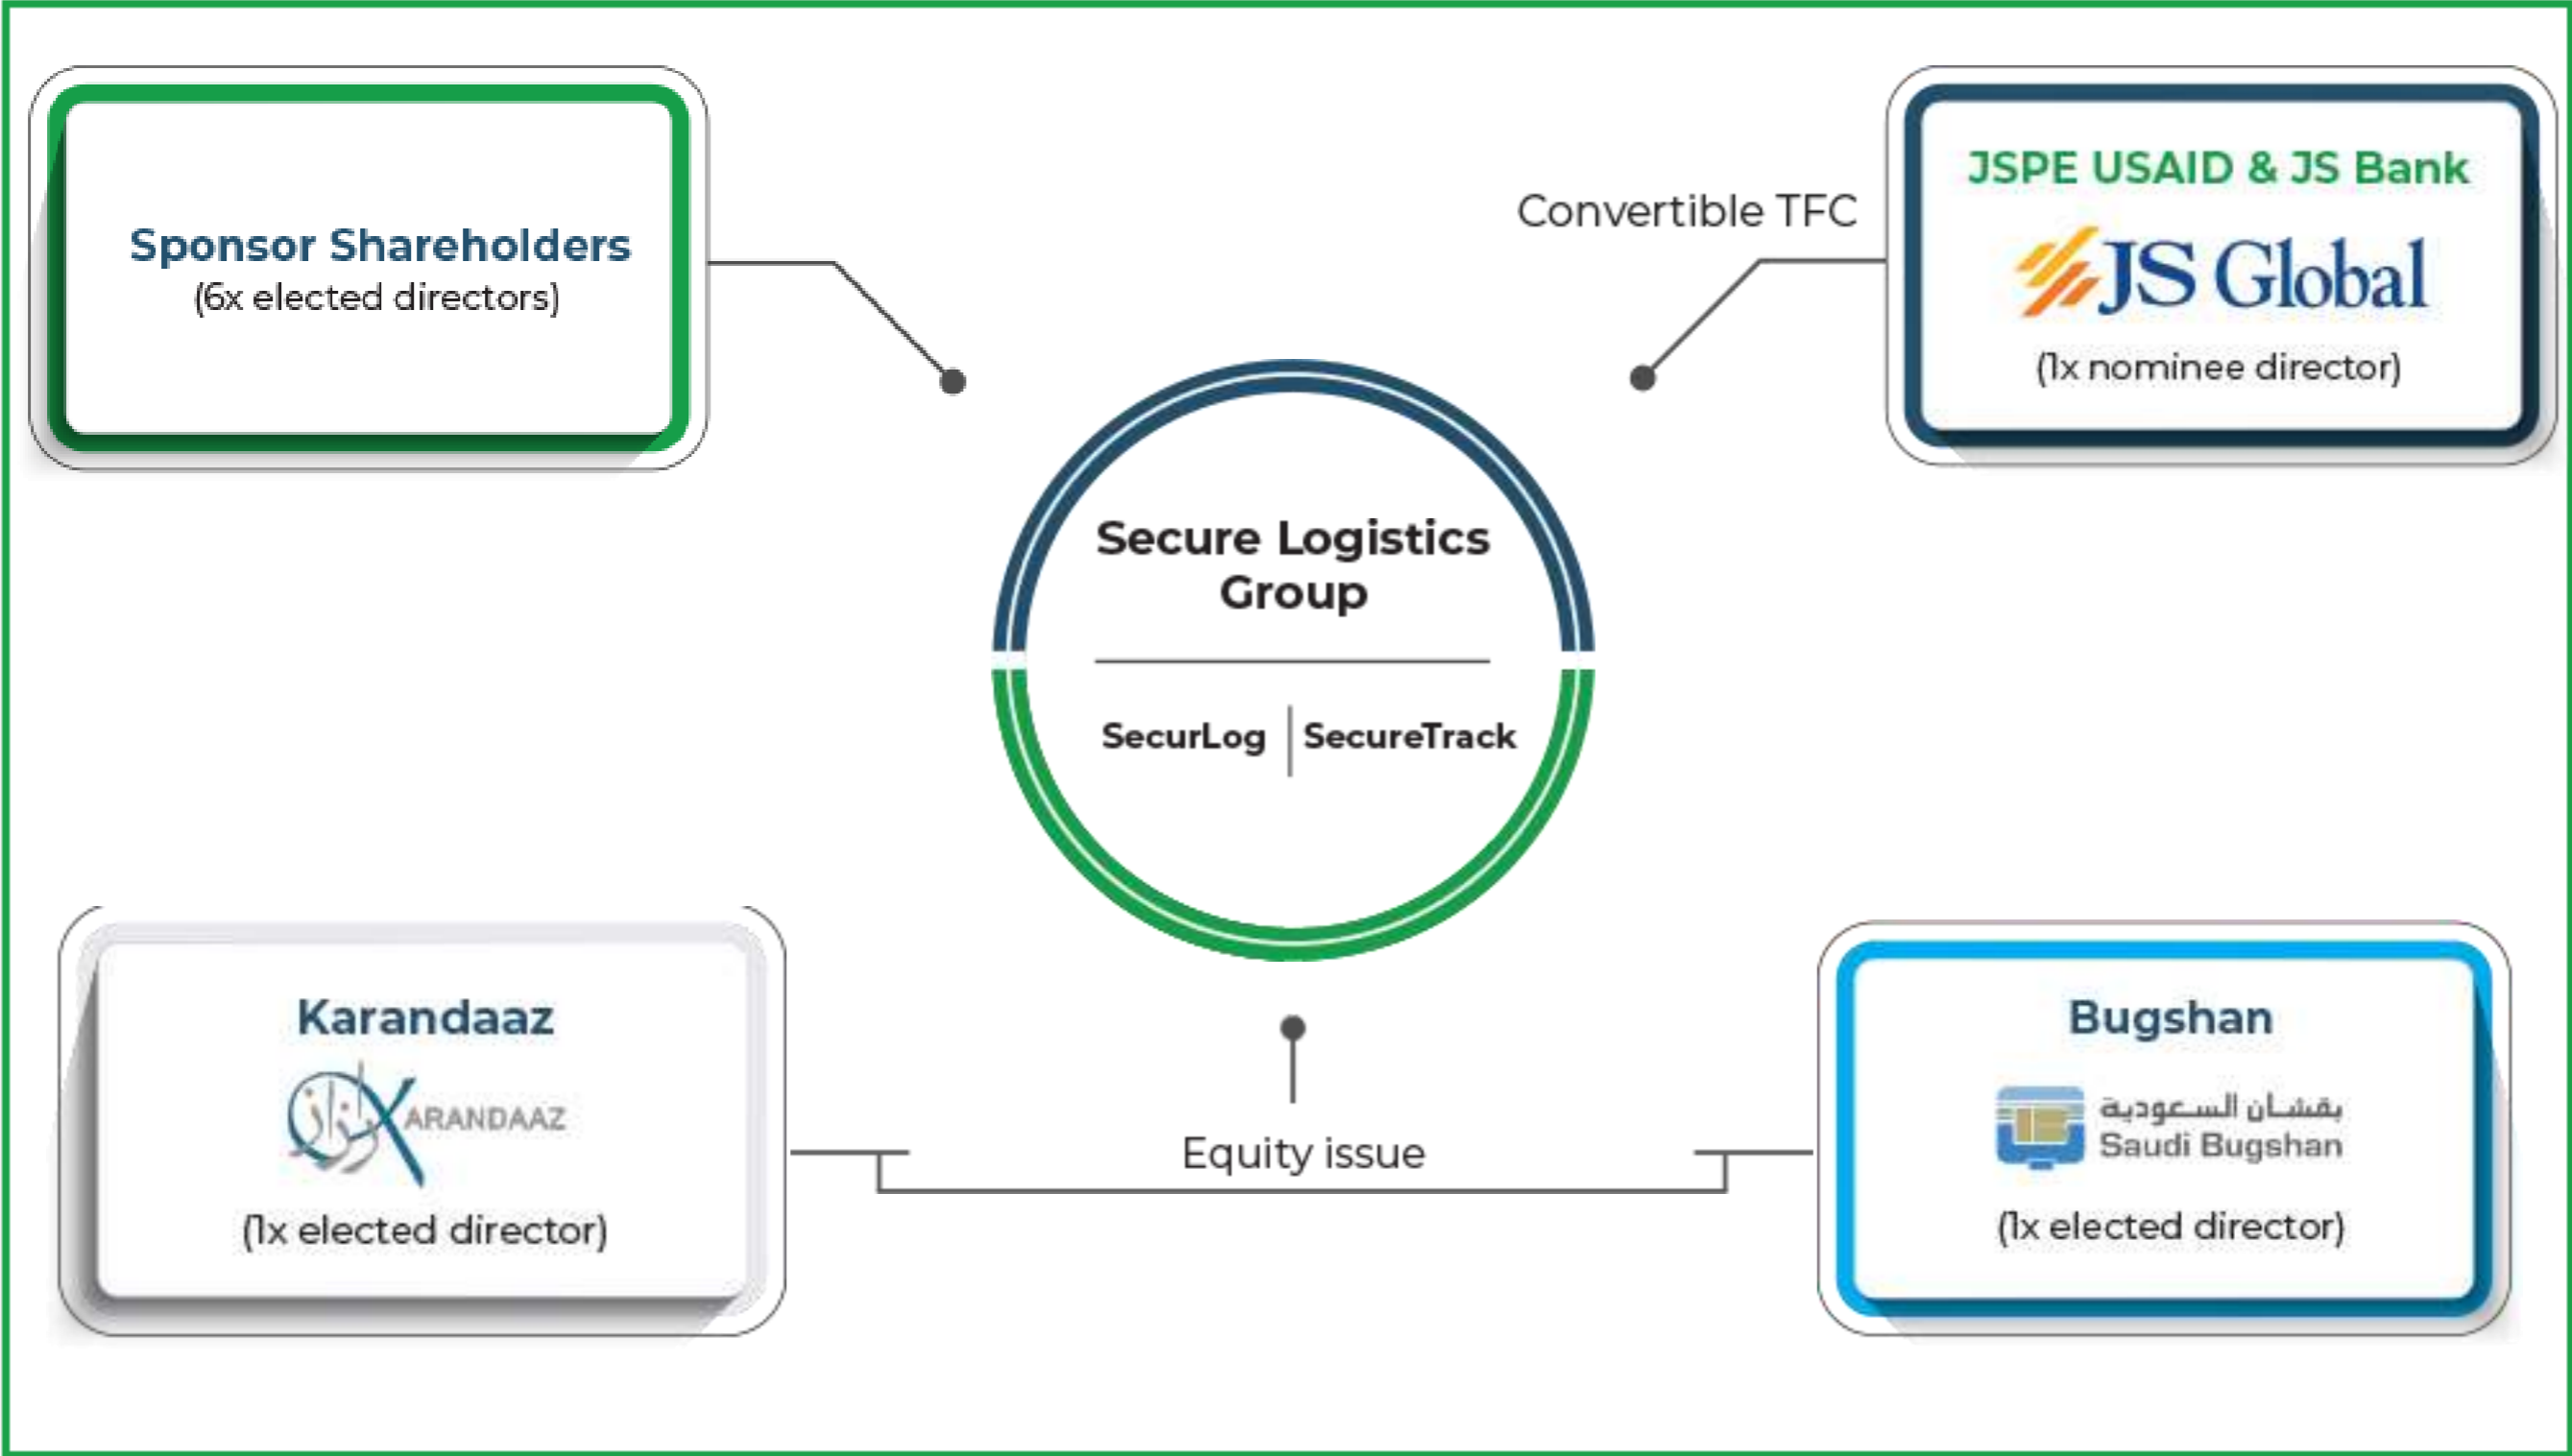 Sponsor Shareholders
(6x elected directors)
Convertible TFC
JSPE USAID & JS Bank
JS Global
(1x nominee director)
Secure Logistics
Group
SecurLog
SecureTrack
Karandaaz
KARANDAAZ
(1x elected director)
Equity issue
Bugshan
بقشان السعودية
Saudi Bugshan
(1x elected director)